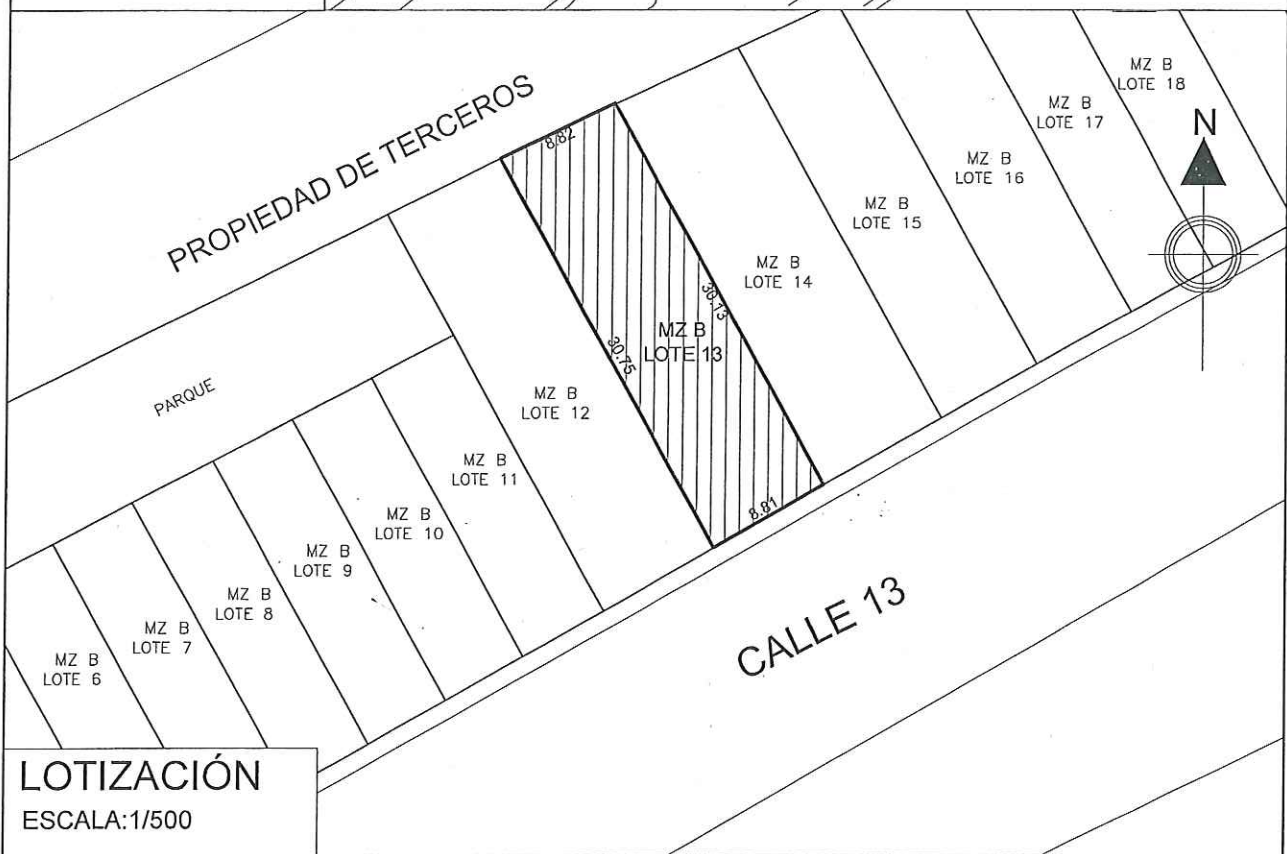 PROPIEDAD DE TERCEROS
8.82
MZ B
LOTE 18
MZ B
LOTE 17
N
MZ B
LOTE 16
MZ B
LOTE 15
MZ B
LOTE 14
30.13
MZ B
LOTE 13
30.75
MZ B
LOTE 12
PARQUE
MZ B
LOTE 11
MZ B
LOTE 10
8.81
MZ B
LOTE 9
MZ B
LOTE 8
MZ B
LOTE 7
MZ B
LOTE 6
CALLE 13
LOTIZACIÓN
ESCALA:1/500